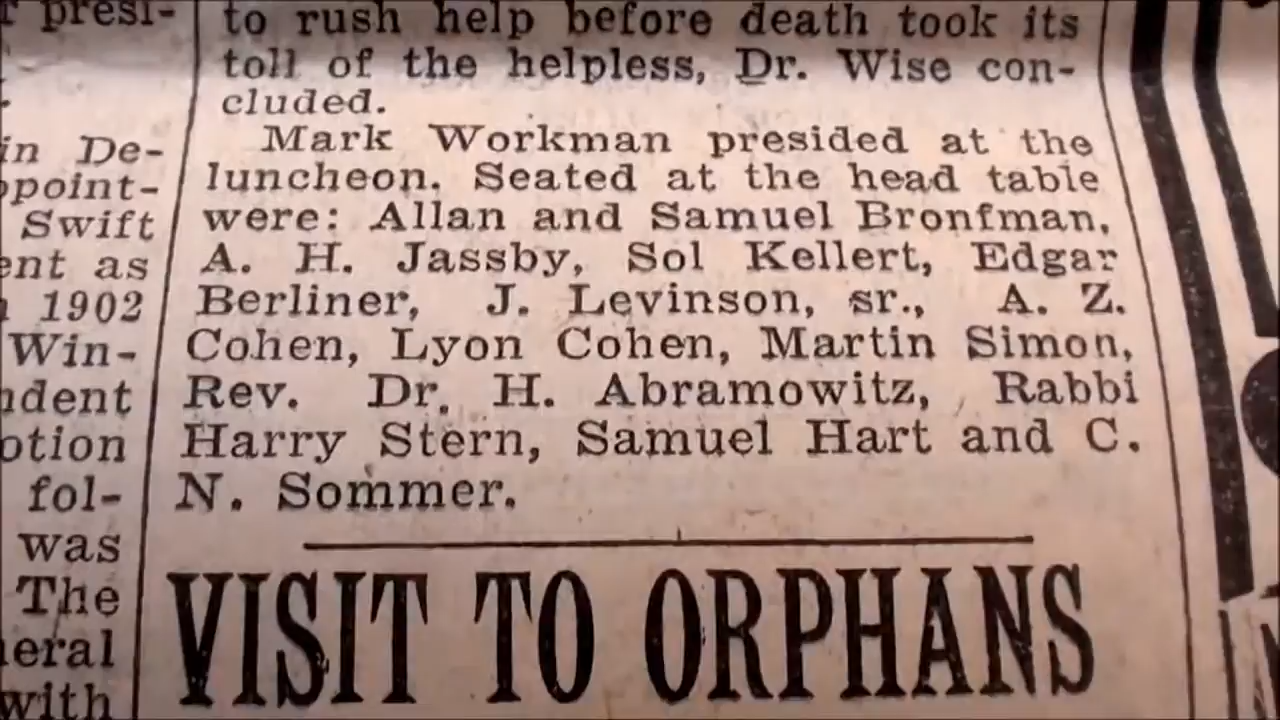 r presi-
in De-
ppoint-
Swift
ent as
1902
Win-
ndent
otion
fol-
was
The
neral
with
to rush help before death took its
toll of the helpless, Dr. Wise con-
cluded.
Mark Workman presided at the
luncheon. Seated at the head table
were: Allan and Samuel Bronfman,
A. H. Jassby, Sol Kellert, Edgar
Berliner, J. Levinson, sr., A. Z.
Cohen, Lyon Cohen, Martin Simon,
Rev. Dr. H. Abramowitz, Rabbi
Harry Stern, Samuel Hart and C.
N. Sommer.
VISIT TO ORPHANS